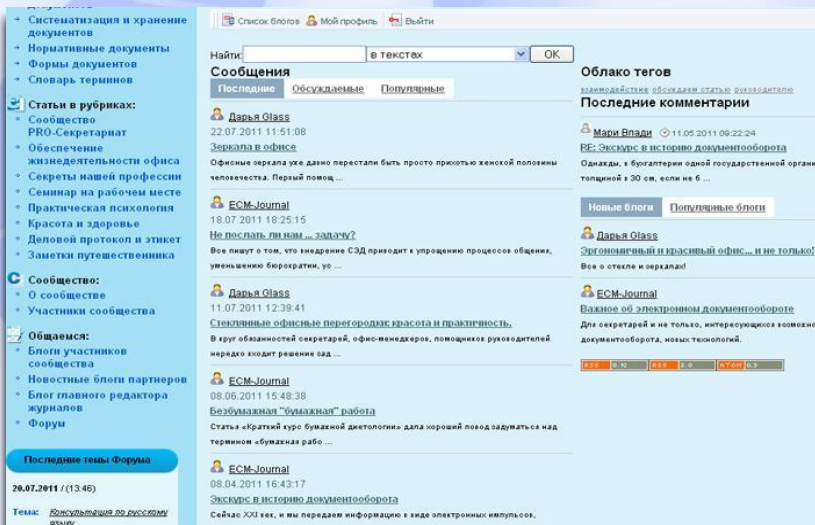 Систематизация и хранение
документов
Нормативные документы
Формы документов
Словарь терминов
Статьи в рубриках:
Сообщество
PRO-Секретариат
Обеспечение
жизнедеятельности офиса
Секреты нашей профессии
Семинар на рабочем месте
Практическая психология
Красота и здоровье
Деловой протокол и этикет
Заметки путешественника
Сообщество:
О сообществе
Участники сообщества
Общаемся:
Блоги участников
сообщества
Новостные блоги партнеров
Блог главного редактора
журналов
Форум
Последние темы Форума
20.07.2011 / (13:46)
Тема: Консультация по русскому
языку
Список блогов Мой профиль Выйти
Найти: в текстах OK
Сообщения
Последние Обсуждаемые Популярные
Дарья Glass
22.07.2011 11:51:08
Зеркала в офисе
Офисные зеркала уже давно перестали быть просто прихотью женской половины
человечества. Первый помощ ...
ECM-Journal
18.07.2011 18:25:15
Не послать ли нам ... задачу?
Все пишут о том, что внедрение СЭД приводит к упрощению процессов общения,
уменьшению бюрократии, ус ...
Дарья Glass
11.07.2011 12:39:41
Стеклянные офисные перегородки: красота и практичность.
В круг обязанностей секретарей, офис-менеджеров, помощников руководителей
нередко входит решение зад ...
ECM-Journal
08.06.2011 15:48:38
Безбумажная "бумажная" работа
Статья «Краткий курс бумажной диетологии» дала хороший повод задуматься над
термином «бумажная рабо ...
ECM-Journal
08.04.2011 16:43:17
Экскурс в историю документооборота
Сейчас XXI век, и мы передаем информацию в виде электронных импульсов,
Облако тегов
взаимодействие обсуждаем статью руководителю
Последние комментарии
Мари Влади 11.05.2011 09:22:24
RE: Экскурс в историю документооборота
Однажды, в бухгалтерии одной государственной органи
толщиной в 30 см, если не б ...
Новые блоги Популярные блоги
Дарья Glass
Эргономичный и красивый офис... и не только!
Все о стекле и зеркалах!
ECM-Journal
Важное об электронном документообороте
Для секретарей и не только, интересующихся возможно
документооборота, новых технологий.
RSS 0.92 RSS 2.0 ATOM 0.3